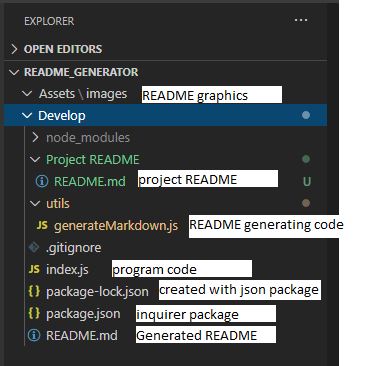 EXPLORER ...
OPEN EDITORS
README_GENERATOR
Assets \ images README graphics
Develop
node_modules
Project README
README.md project README U
utils
JS generateMarkdown.js README generating code
.gitignore
JS index.js program code
{ } package-lock.json created with json package
{ } package.json inquirer package
README.md Generated README